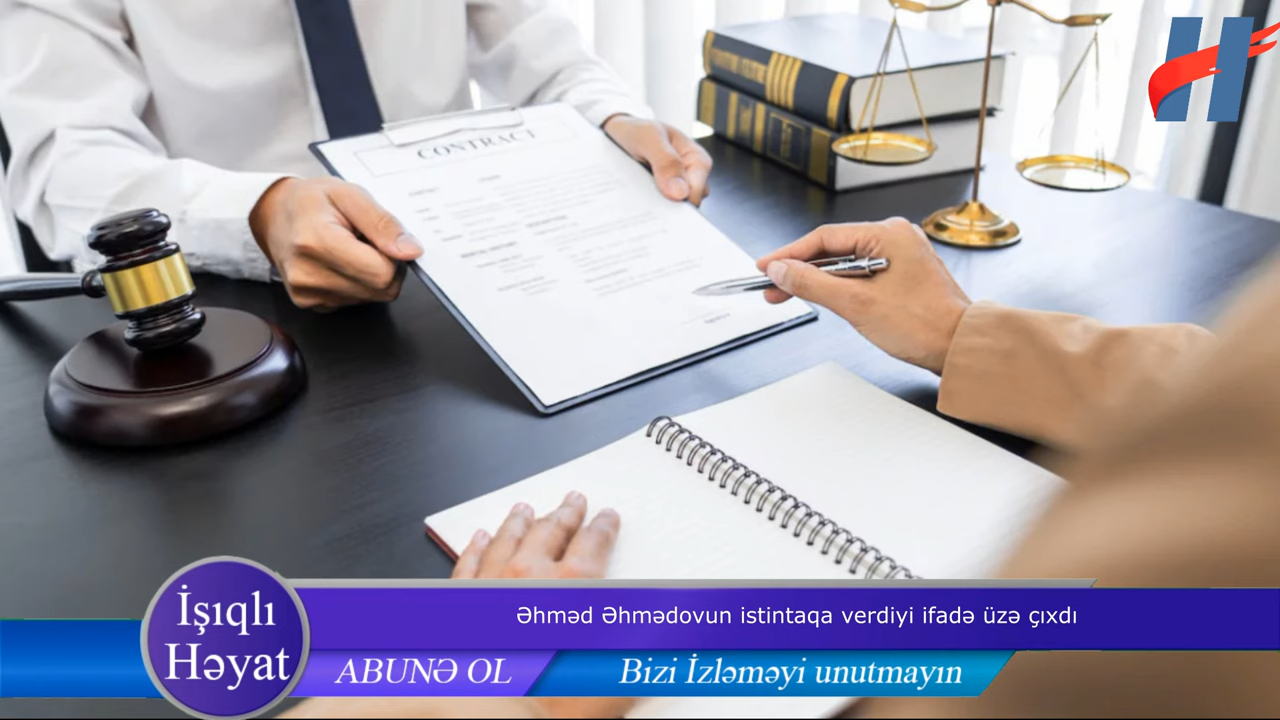 CONTRACT
Əhməd Əhmədovun istintaqa verdiyi ifadə üzə çıxdı
İşıqlı
Həyat
ABUNƏ OL
Bizi İzləməyi unutmayın